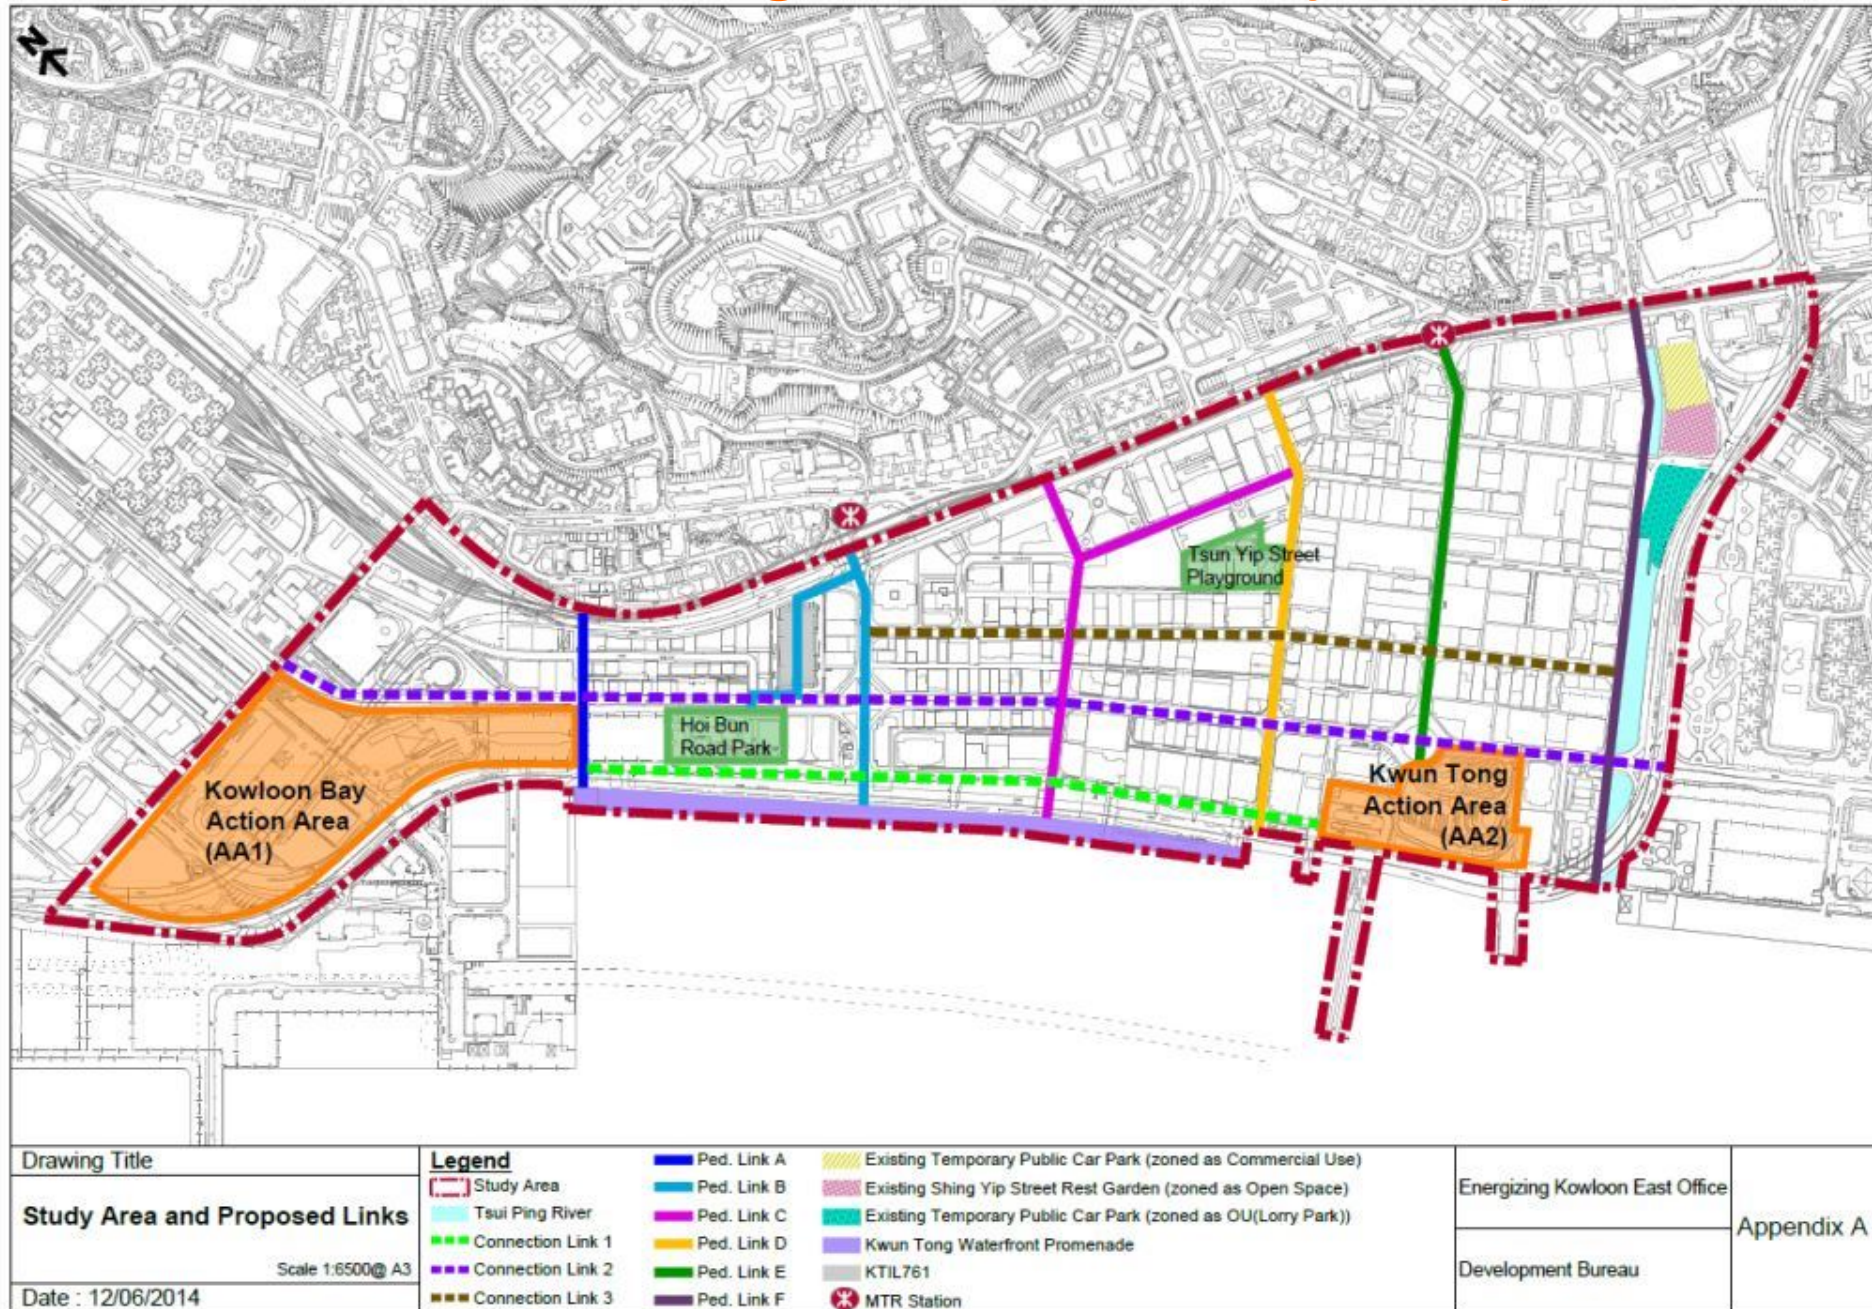 N
Tsun Yip Street
Playground
Hoi Bun
Road Park
Kowloon Bay
Action Area
(AA1)
Kwun Tong
Action Area
(AA2)
Drawing Title
Study Area and Proposed Links
Scale 1:6500@ A3
Date : 12/06/2014
Legend
Study Area
Tsui Ping River
Connection Link 1
Connection Link 2
Connection Link 3
Ped. Link A
Ped. Link B
Ped. Link C
Ped. Link D
Ped. Link E
Ped. Link F
Existing Temporary Public Car Park (zoned as Commercial Use)
Existing Shing Yip Street Rest Garden (zoned as Open Space)
Existing Temporary Public Car Park (zoned as OU(Lorry Park))
Kwun Tong Waterfront Promenade
KTIL761
MTR Station
Energizing Kowloon East Office
Development Bureau
Appendix A